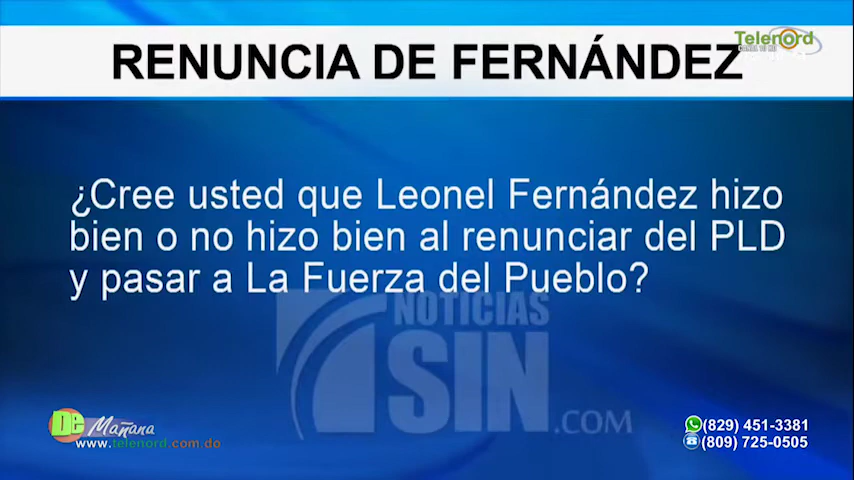 Telenord
RENUNCIA DE FERNÁNDEZ
¿Cree usted que Leonel Fernández hizo
bien o no hizo bien al renunciar del PLD
y pasar a La Fuerza del Pueblo?
NOTICIAS
SIN
.COM
De Mañana
www.telenord.com.do
(829) 451-3381
(809) 725-0505